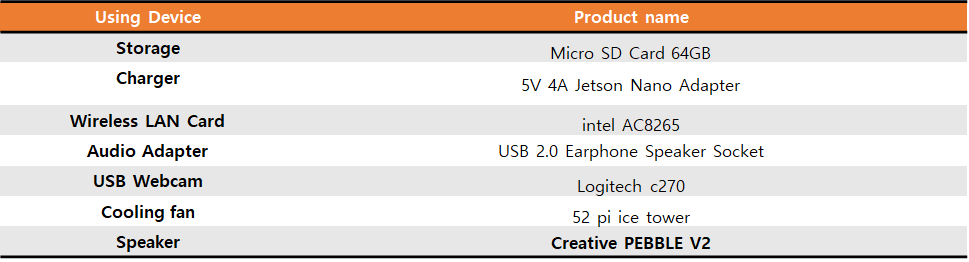 Using Device Product name
Storage Micro SD Card 64GB
Charger 5V 4A Jetson Nano Adapter
Wireless LAN Card intel AC8265
Audio Adapter USB 2.0 Earphone Speaker Socket
USB Webcam Logitech c270
Cooling fan 52 pi ice tower
Speaker Creative PEBBLE V2